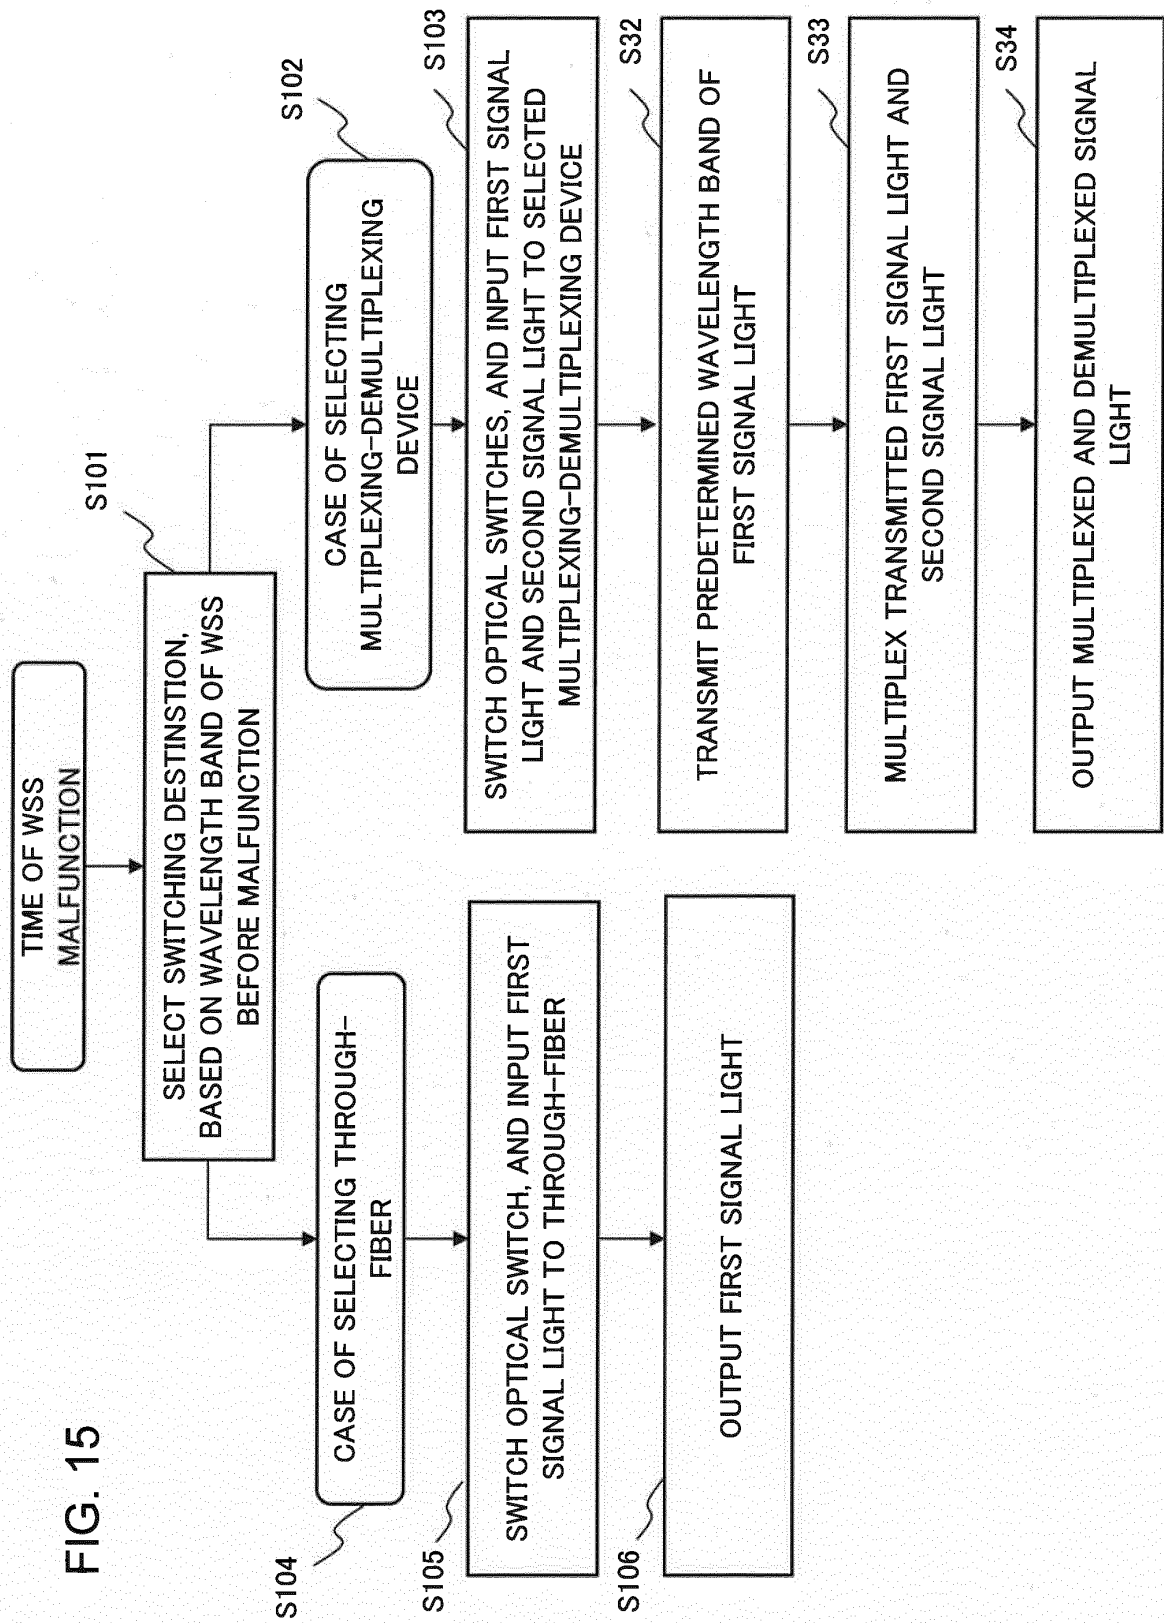 FIG. 15
TIME OF WSS
MALFUNCTION
S101
SELECT SWITCHING DESTINSTION,
BASED ON WAVELENGTH BAND OF WSS
BEFORE MALFUNCTION
S104
CASE OF SELECTING THROUGH-
FIBER
S105
SWITCH OPTICAL SWITCH, AND INPUT FIRST
SIGNAL LIGHT TO THROUGH-FIBER
S106
OUTPUT FIRST SIGNAL LIGHT
S102
CASE OF SELECTING
MULTIPLEXING-DEMULTIPLEXING
DEVICE
S103
SWITCH OPTICAL SWITCHES, AND INPUT FIRST SIGNAL
LIGHT AND SECOND SIGNAL LIGHT TO SELECTED
MULTIPLEXING-DEMULTIPLEXING DEVICE
S32
TRANSMIT PREDETERMINED WAVELENGTH BAND OF
FIRST SIGNAL LIGHT
S33
MULTIPLEX TRANSMITTED FIRST SIGNAL LIGHT AND
SECOND SIGNAL LIGHT
S34
OUTPUT MULTIPLEXED AND DEMULTIPLEXED SIGNAL
LIGHT